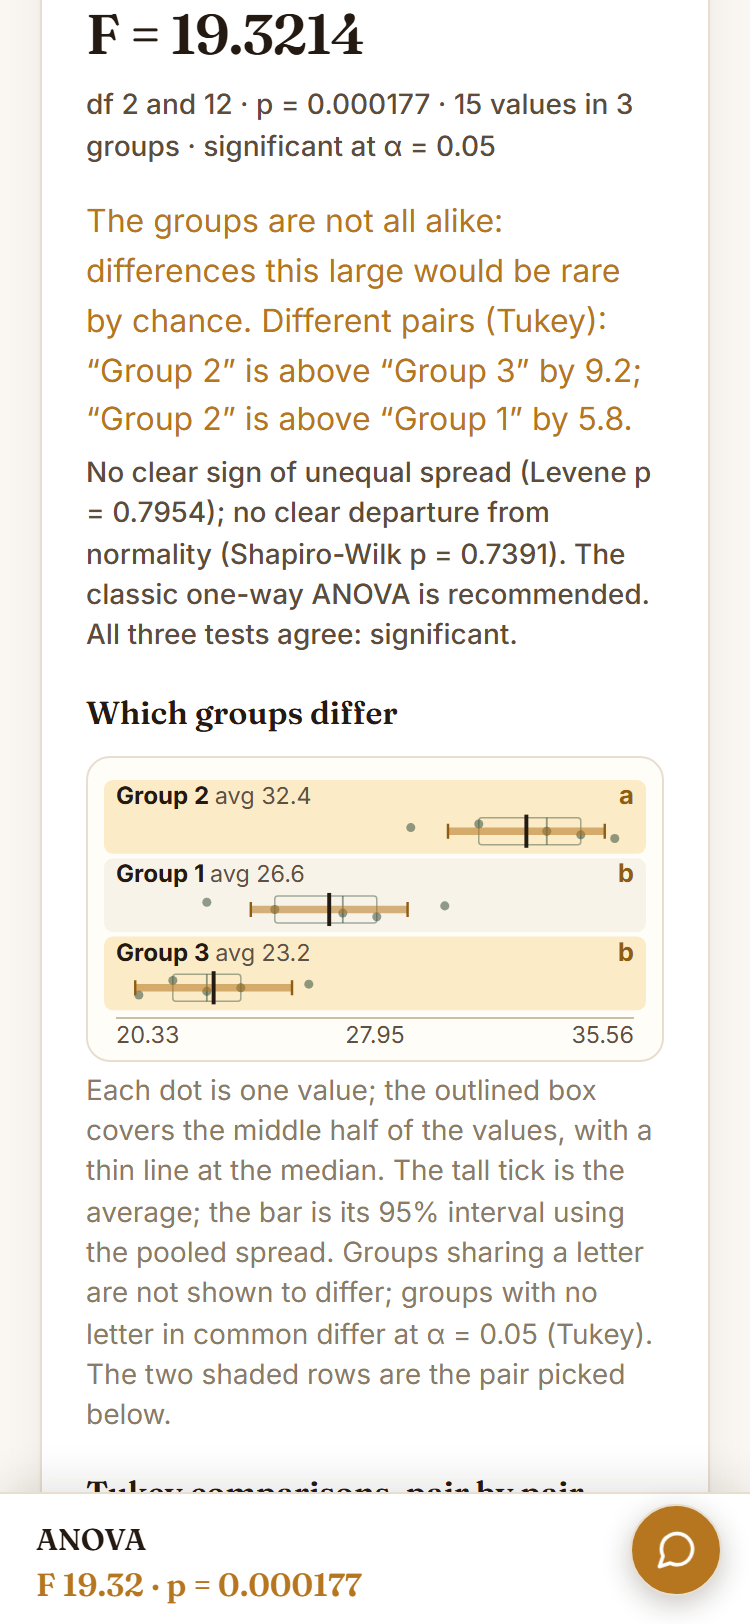 F = 19.3214
df 2 and 12 · p = 0.000177 · 15 values in 3
groups · significant at α = 0.05
The groups are not all alike:
differences this large would be rare
by chance. Different pairs (Tukey):
“Group 2” is above “Group 3” by 9.2;
“Group 2” is above “Group 1” by 5.8.
No clear sign of unequal spread (Levene p
= 0.7954); no clear departure from
normality (Shapiro-Wilk p = 0.7391). The
classic one-way ANOVA is recommended.
All three tests agree: significant.
Which groups differ
Group 2 avg 32.4 a
Group 1 avg 26.6 b
Group 3 avg 23.2 b
20.33 27.95 35.56
Each dot is one value; the outlined box
covers the middle half of the values, with a
thin line at the median. The tall tick is the
average; the bar is its 95% interval using
the pooled spread. Groups sharing a letter
are not shown to differ; groups with no
letter in common differ at α = 0.05 (Tukey).
The two shaded rows are the pair picked
below.
Tukey comparisons, pair by pair
ANOVA
F 19.32 · p = 0.000177